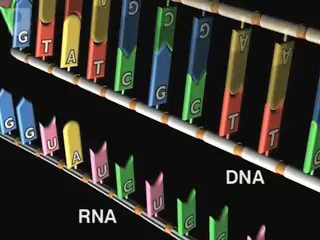 G G A A
G T A T C G C T T
DNA
G G U A U C U C
RNA